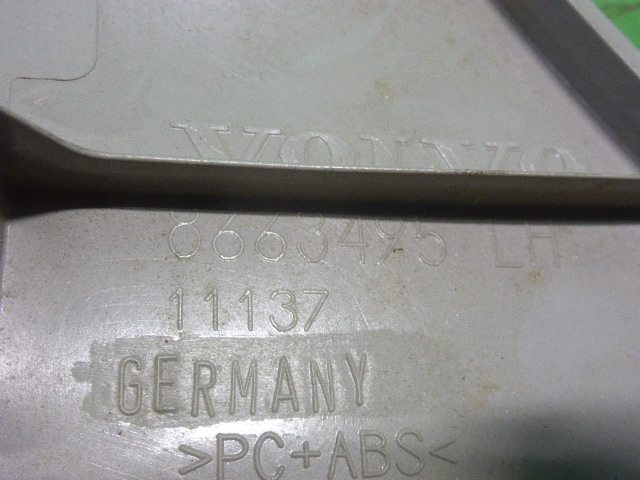 VOLVO
8663495 LH
11137
GERMANY
>PC+ABS<